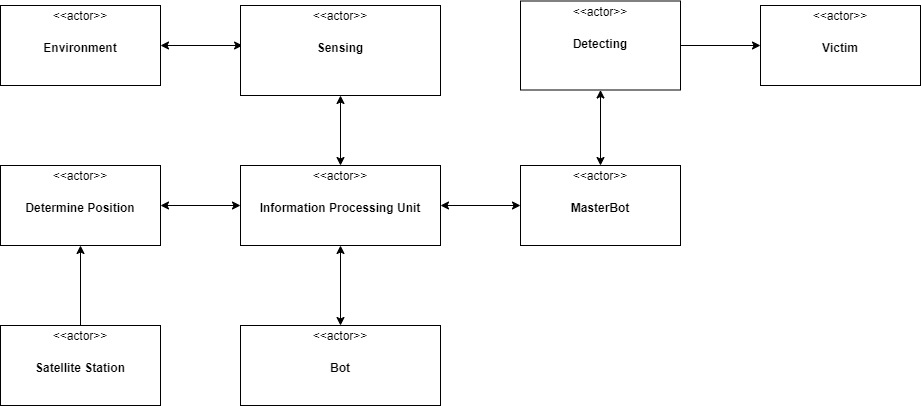 <<actor>>
Environment
<<actor>>
Sensing
<<actor>>
Detecting
<<actor>>
Victim
<<actor>>
Determine Position
<<actor>>
Information Processing Unit
<<actor>>
MasterBot
<<actor>>
Satellite Station
<<actor>>
Bot